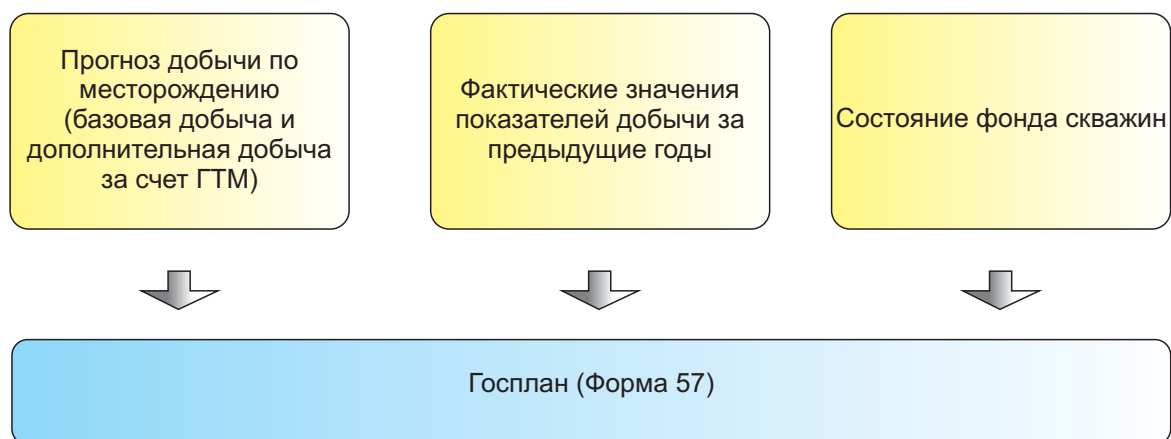 Прогноз добычи по
месторождению
(базовая добыча и
дополнительная добыча
за счет ГТМ)
Фактические значения
показателей добычи за
предыдущие годы
Состояние фонда скважин
Госплан (Форма 57)